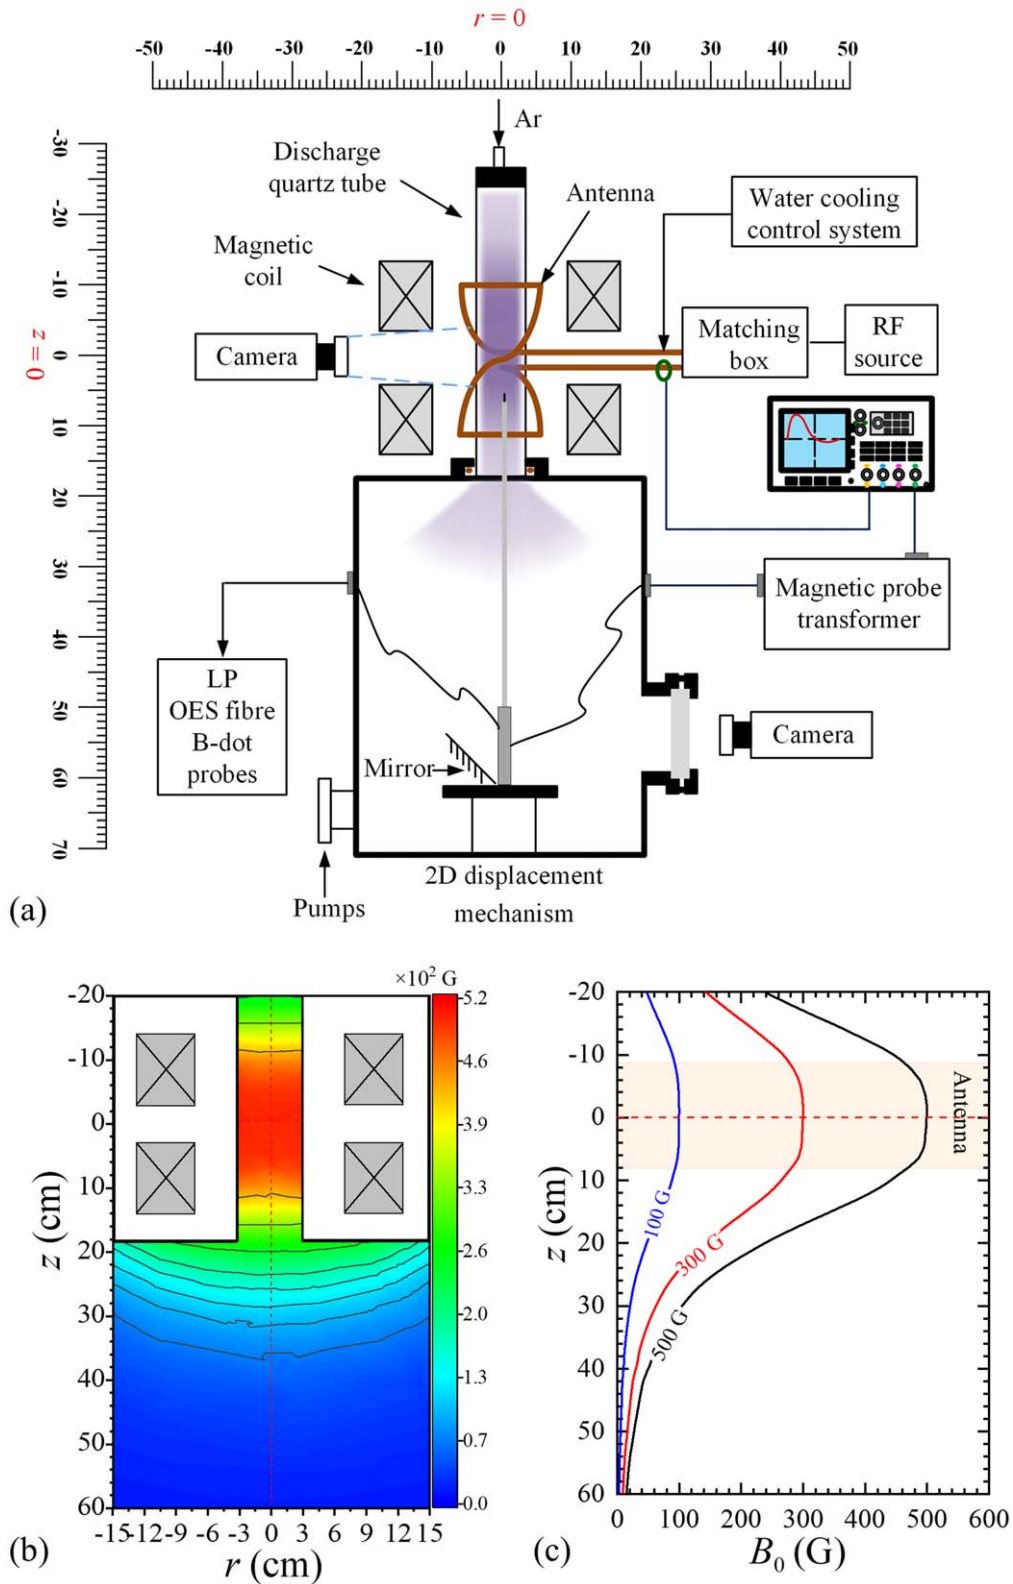 r = 0
-50 -40 -30 -20 -10 0 10 20 30 40 50
Ar
-30 -20 -10 0 10 20 30 40 50 60 70
z = 0
Discharge
quartz tube
Antenna
Water cooling
control system
Magnetic
coil
Camera
Matching
box
RF
source
Magnetic probe
transformer
LP
OES fibre
B-dot
probes
Mirror
Camera
2D displacement
mechanism
Pumps
(a)
×10² G
-20
-10
0
10
20
30
40
50
60
z (cm)
-15 -12 -9 -6 -3 0 3 6 9 12 15
r (cm)
5.2
4.6
3.9
3.3
2.6
2.0
1.3
0.7
0.0
(b)
-20
-10
0
10
20
30
40
50
60
z (cm)
Antenna
100 G
300 G
500 G
0 100 200 300 400 500 600
B₀ (G)
(c)